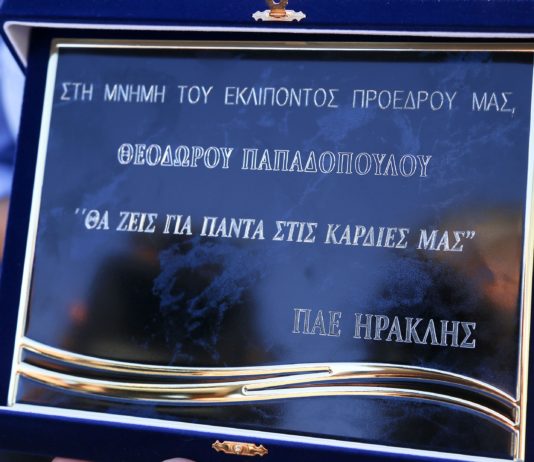 ΣΤΗ ΜΝΗΜΗ ΤΟΥ ΕΚΛΙΠΟΝΤΟΣ ΠΡΟΕΔΡΟΥ ΜΑΣ,
ΘΕΟΔΩΡΟΥ ΠΑΠΑΔΟΠΟΥΛΟΥ
"ΘΑ ΖΕΙΣ ΓΙΑ ΠΑΝΤΑ ΣΤΙΣ ΚΑΡΔΙΕΣ ΜΑΣ"
ΠΑΕ ΗΡΑΚΛΗΣ